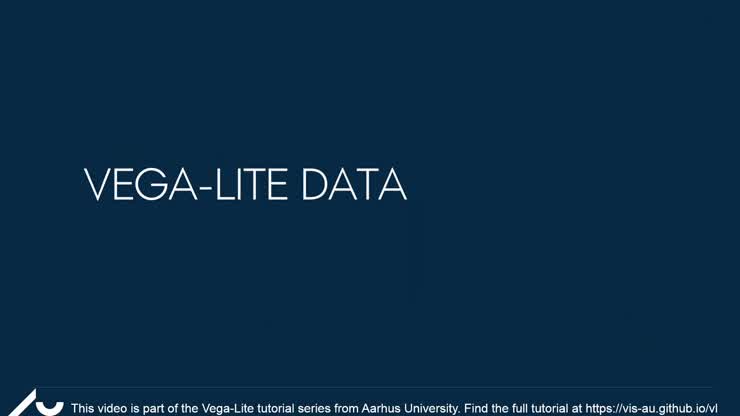 VEGA-LITE DATA
This video is part of the Vega-Lite tutorial series from Aarhus University. Find the full tutorial at https://vis-au.github.io/vl